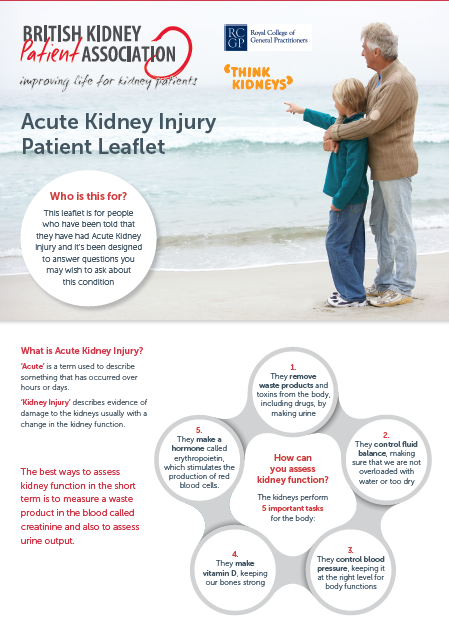 BRITISH KIDNEY
Patient ASSOCIATION
improving life for kidney patients
RC
GP
Royal College of
General Practitioners
‘THINK
KIDNEYS’
Acute Kidney Injury
Patient Leaflet
Who is this for?
This leaflet is for people
who have been told that
they have had Acute Kidney
Injury and it's been designed
to answer questions you
may wish to ask about
this condition
What is Acute Kidney Injury?
‘Acute’ is a term used to describe
something that has occurred over
hours or days.
‘Kidney Injury’ describes evidence of
damage to the kidneys usually with a
change in the kidney function.
The best ways to assess
kidney function in the short
term is to measure a waste
product in the blood called
creatinine and also to assess
urine output.
How can
you assess
kidney function?
The kidneys perform
5 important tasks
for the body:
1.
They remove
waste products and
toxins from the body,
including drugs, by
making urine
2.
They control fluid
balance, making
sure that we are not
overloaded with
water or too dry
3.
They control blood
pressure, keeping it
at the right level for
body functions
4.
They make
vitamin D, keeping
our bones strong
5.
They make a
hormone called
erythropoietin,
which stimulates the
production of red
blood cells.